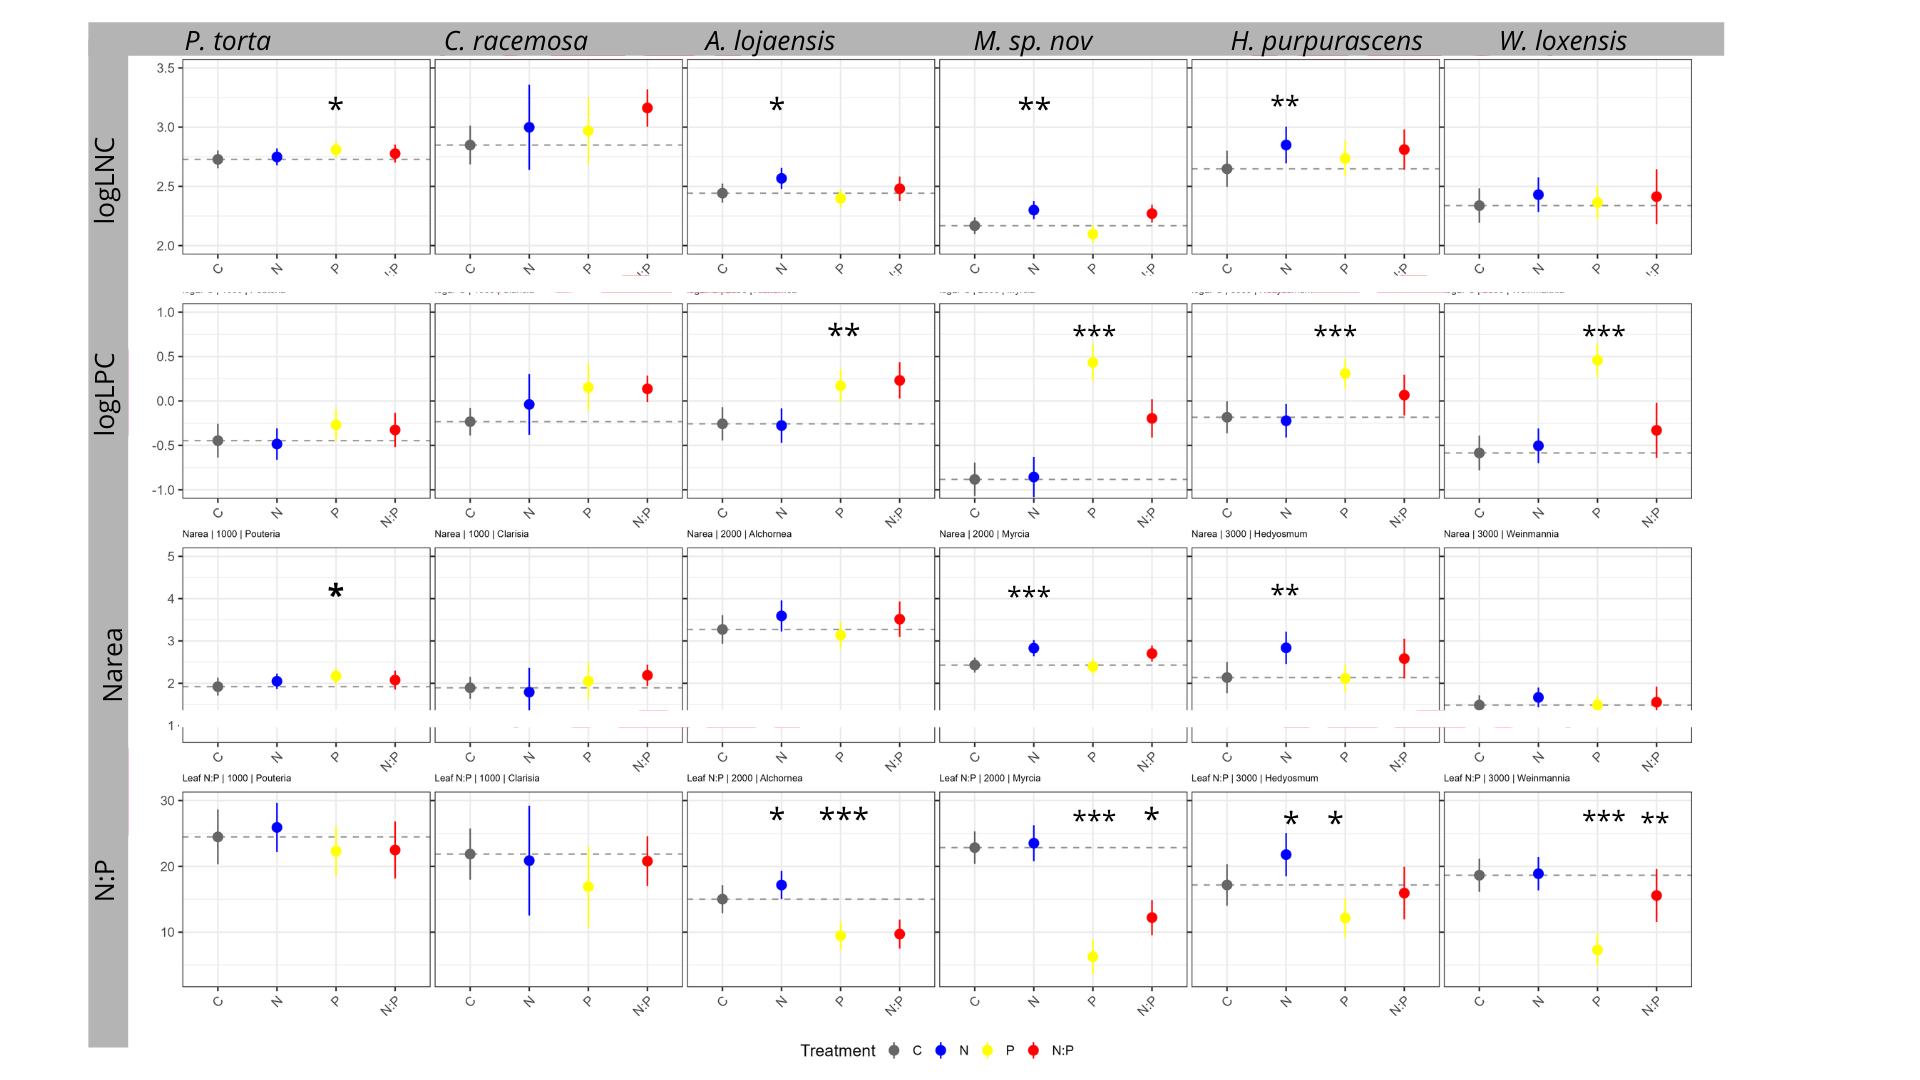 P. torta C. racemosa A. lojaensis M. sp. nov H. purpurascens W. loxensis
logLNC
3.5
3.0
2.5
2.0
* * ** **
C N P C N P C N P C N P C N P C N P
logLPC
1.0
0.5
0.0
-0.5
-1.0
** *** *** ***
C N P N:P C N P N:P C N P N:P C N P N:P C N P N:P C N P N:P
Narea | 1000 | Pouteria Narea | 1000 | Clarisia Narea | 2000 | Alchornea Narea | 2000 | Myrcia Narea | 3000 | Hedyosmum Narea | 3000 | Weinmannia
Narea
5
4
3
2
1
* *** **
C N P N:P C N P N:P C N P N:P C N P N:P C N P N:P C N P N:P
Leaf N:P | 1000 | Pouteria Leaf N:P | 1000 | Clarisia Leaf N:P | 2000 | Alchornea Leaf N:P | 2000 | Myrcia Leaf N:P | 3000 | Hedyosmum Leaf N:P | 3000 | Weinmannia
N:P
30
20
10
* *** *** * * * *** **
C N P N:P C N P N:P C N P N:P C N P N:P C N P N:P C N P N:P
Treatment C N P N:P